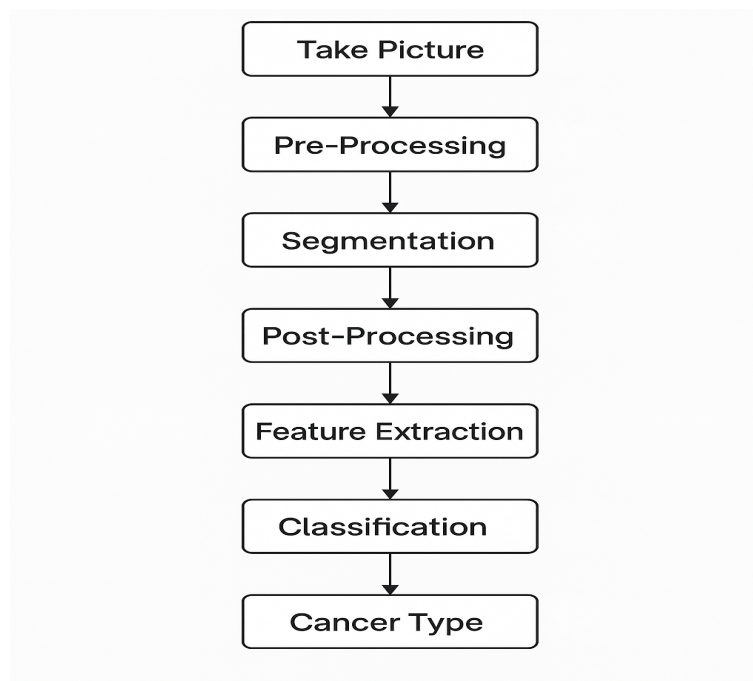 Take Picture
Pre-Processing
Segmentation
Post-Processing
Feature Extraction
Classification
Cancer Type